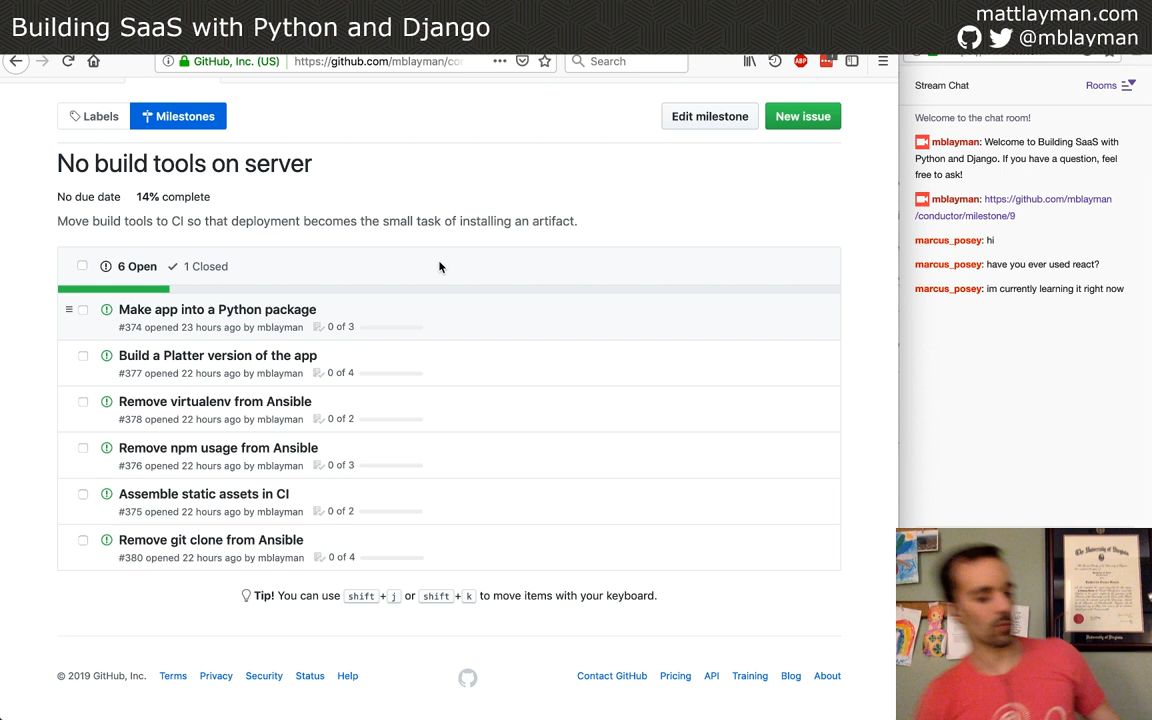 Building SaaS with Python and Django
mattlayman.com
@mblayman
GitHub, Inc. (US)
https://github.com/mblayman/co
Search
ABP
Labels
Milestones
Edit milestone
New issue
No build tools on server
No due date 14% complete
Move build tools to CI so that deployment becomes the small task of installing an artifact.
6 Open 1 Closed
Make app into a Python package
#374 opened 23 hours ago by mblayman 0 of 3
Build a Platter version of the app
#377 opened 22 hours ago by mblayman 0 of 4
Remove virtualenv from Ansible
#378 opened 22 hours ago by mblayman 0 of 2
Remove npm usage from Ansible
#376 opened 22 hours ago by mblayman 0 of 3
Assemble static assets in CI
#375 opened 22 hours ago by mblayman 0 of 2
Remove git clone from Ansible
#380 opened 22 hours ago by mblayman 0 of 4
Tip! You can use shift+j or shift+k to move items with your keyboard.
© 2019 GitHub, Inc. Terms Privacy Security Status Help
Contact GitHub Pricing API Training Blog About
Stream Chat
Rooms
Welcome to the chat room!
mblayman: Welcome to Building SaaS with
Python and Django. If you have a question, feel
free to ask!
mblayman: https://github.com/mblayman
/conductor/milestone/9
marcus_posey: hi
marcus_posey: have you ever used react?
marcus_posey: im currently learning it right now
The University of Virginia